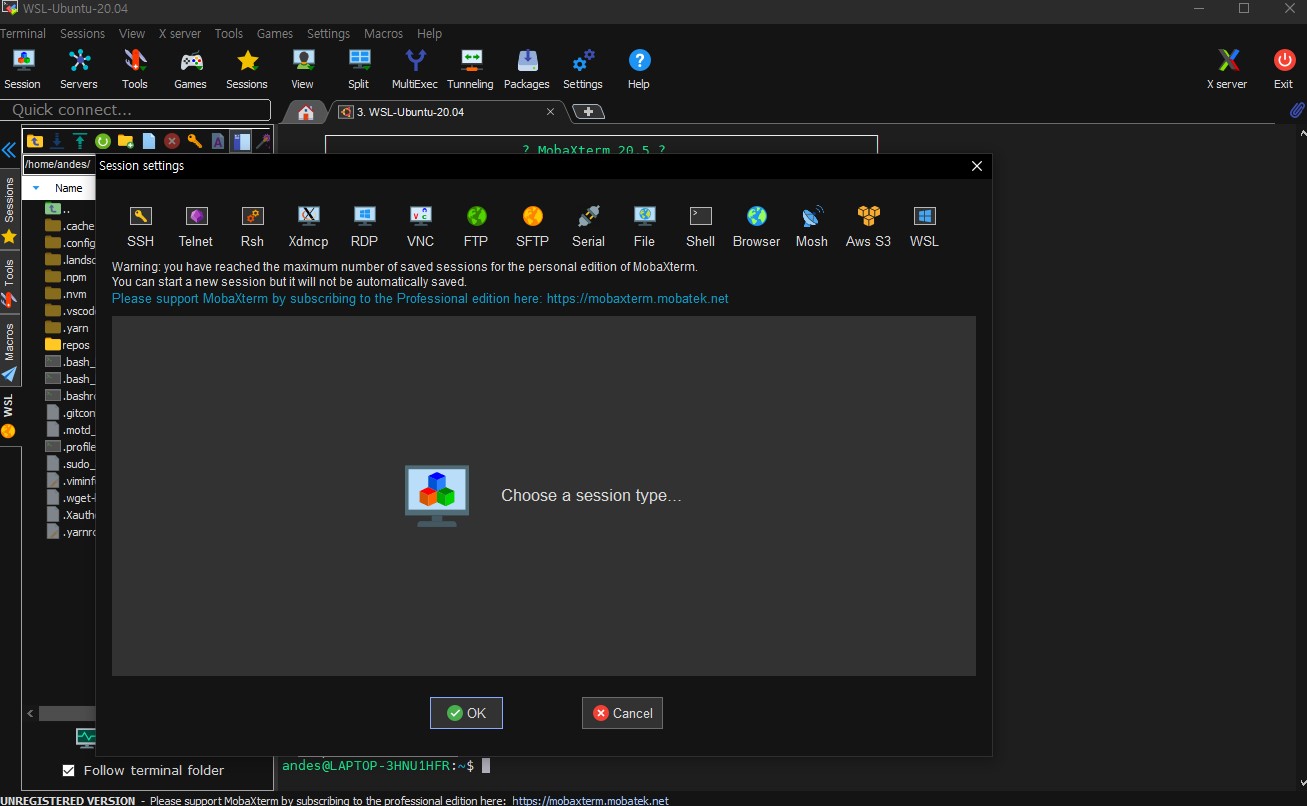 WSL-Ubuntu-20.04
Terminal Sessions View X server Tools Games Settings Macros Help
Session Servers Tools Games Sessions View Split MultiExec Tunneling Packages Settings Help X server Exit
Quick connect...
3. WSL-Ubuntu-20.04
? MobaXterm 20.5 ?
/home/andes/
Name
..
.cache
.config
.landsc
.npm
.nvm
.vscod
.yarn
repos
.bash_
.bash_
.bashrc
.gitcon
.motd_
.profile
.sudo_
.viminf
.wget-
.Xauth
.yarnrc
Sessions
Tools
Macros
WSL
Session settings
SSH Telnet Rsh Xdmcp RDP VNC FTP SFTP Serial File Shell Browser Mosh Aws S3 WSL
Warning: you have reached the maximum number of saved sessions for the personal edition of MobaXterm.
You can start a new session but it will not be automatically saved.
Please support MobaXterm by subscribing to the Professional edition here: https://mobaxterm.mobatek.net
Choose a session type...
OK Cancel
Follow terminal folder
andes@LAPTOP-3HNU1HFR:~$
UNREGISTERED VERSION - Please support MobaXterm by subscribing to the professional edition here: https://mobaxterm.mobatek.net